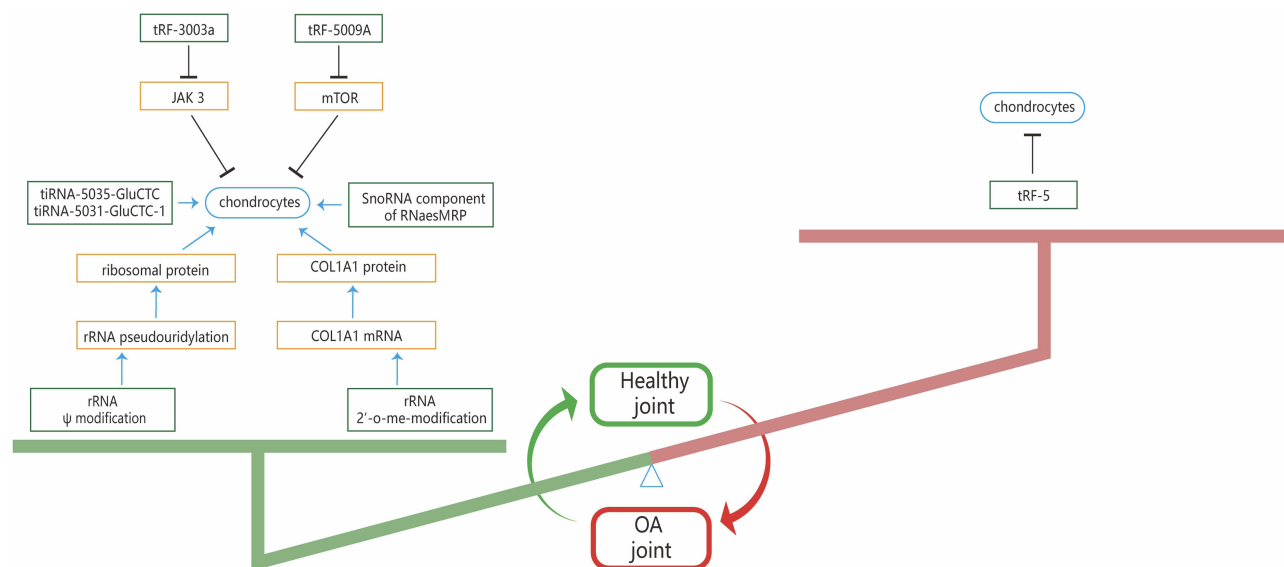 tRF-3003a
tRF-5009A
JAK 3
mTOR
chondrocytes
tiRNA-5035-GluCTC
tiRNA-5031-GluCTC-1
chondrocytes
SnoRNA component
of RNaesMRP
tRF-5
ribosomal protein
COL1A1 protein
rRNA pseudouridylation
COL1A1 mRNA
rRNA
ψ modification
rRNA
2'-o-me-modification
Healthy
joint
OA
joint